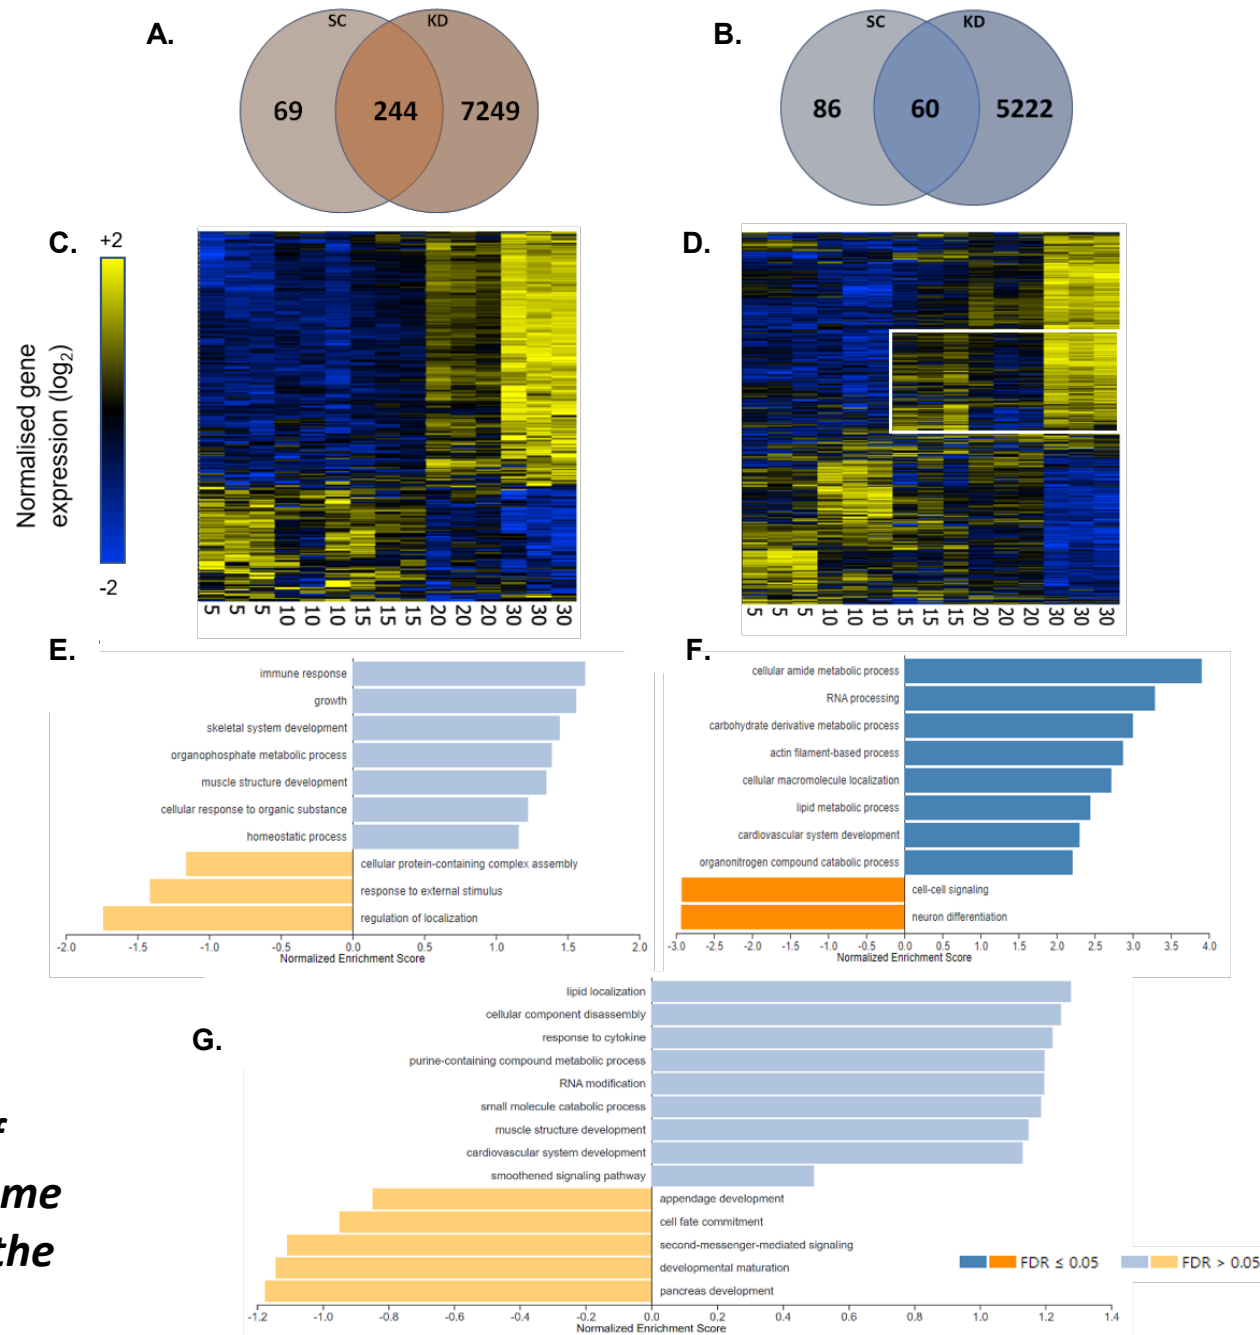 A.
SC
KD
69
244
7249
B.
SC
KD
86
60
5222
C.
+2
-2
Normalised gene
expression (log2)
5 5 5 10 10 10 15 15 15 20 20 20 30 30 30
D.
5 5 5 10 10 10 15 15 15 20 20 20 30 30 30
E.
immune response
growth
skeletal system development
organophosphate metabolic process
muscle structure development
cellular response to organic substance
homeostatic process
cellular protein-containing complex assembly
response to external stimulus
regulation of localization
-2.0 -1.5 -1.0 -0.5 0.0 0.5 1.0 1.5 2.0
Normalized Enrichment Score
F.
cellular amide metabolic process
RNA processing
carbohydrate derivative metabolic process
actin filament-based process
cellular macromolecule localization
lipid metabolic process
cardiovascular system development
organonitrogen compound catabolic process
cell-cell signaling
neuron differentiation
-3.0 -2.5 -2.0 -1.5 -1.0 -0.5 0.0 0.5 1.0 1.5 2.0 2.5 3.0 3.5 4.0
Normalized Enrichment Score
G.
lipid localization
cellular component disassembly
response to cytokine
purine-containing compound metabolic process
RNA modification
small molecule catabolic process
muscle structure development
cardiovascular system development
smoothened signaling pathway
appendage development
cell fate commitment
second-messenger-mediated signaling
developmental maturation
pancreas development
-1.2 -1.0 -0.8 -0.6 -0.4 -0.2 0.0 0.2 0.4 0.6 0.8 1.0 1.2 1.4
Normalized Enrichment Score
FDR ≤ 0.05 FDR > 0.05
me
the